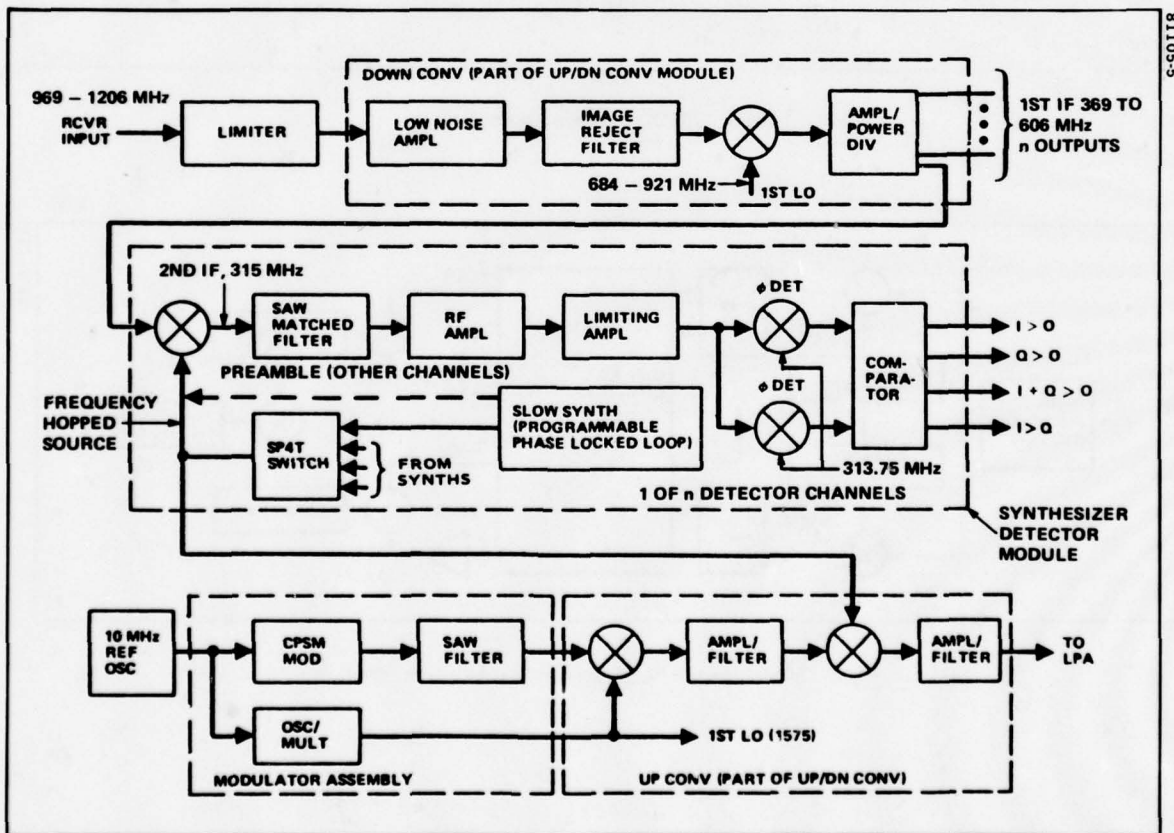 81105-5
DOWN CONV (PART OF UP/DN CONV MODULE)
969 – 1206 MHz
RCVR
INPUT
LIMITER
LOW NOISE
AMPL
IMAGE
REJECT
FILTER
AMPL/
POWER
DIV
1ST IF 369 TO
606 MHz
n OUTPUTS
684 – 921 MHz
1ST LO
2ND IF, 315 MHz
SAW
MATCHED
FILTER
RF
AMPL
LIMITING
AMPL
φ DET
φ DET
COM-
PARA-
TOR
I > O
Q > O
I + Q > O
I > Q
PREAMBLE (OTHER CHANNELS)
FREQUENCY
HOPPED
SOURCE
SP4T
SWITCH
FROM
SYNTHS
SLOW SYNTH
(PROGRAMMABLE
PHASE LOCKED LOOP)
313.75 MHz
1 OF n DETECTOR CHANNELS
SYNTHESIZER
DETECTOR
MODULE
10 MHz
REF
OSC
CPSM
MOD
SAW
FILTER
OSC/
MULT
MODULATOR ASSEMBLY
AMPL/
FILTER
AMPL/
FILTER
TO
LPA
1ST LO (1575)
UP CONV (PART OF UP/DN CONV)